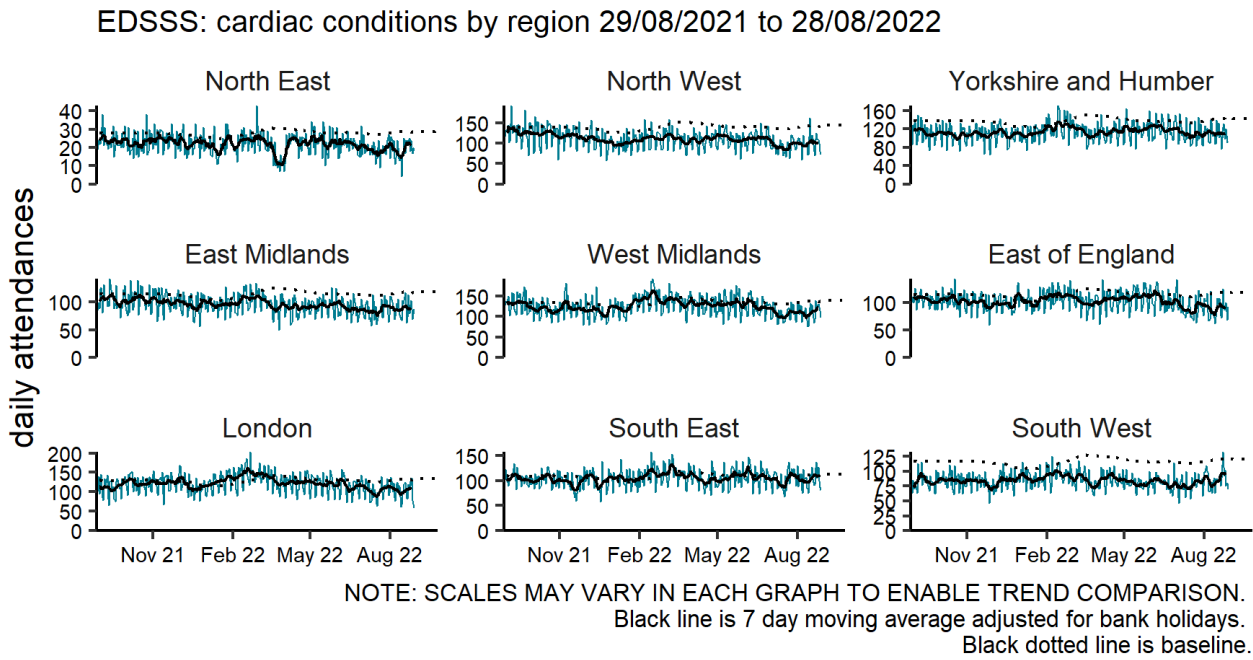 EDSSS: cardiac conditions by region 29/08/2021 to 28/08/2022
North East
North West
Yorkshire and Humber
40
30
20
10
0
150
100
50
0
160
120
80
40
0
daily attendances
East Midlands
West Midlands
East of England
100
50
0
150
100
50
0
100
50
0
London
South East
South West
200
150
100
50
0
150
100
50
0
125
100
75
50
25
0
Nov 21 Feb 22 May 22 Aug 22
Nov 21 Feb 22 May 22 Aug 22
Nov 21 Feb 22 May 22 Aug 22
NOTE: SCALES MAY VARY IN EACH GRAPH TO ENABLE TREND COMPARISON.
Black line is 7 day moving average adjusted for bank holidays.
Black dotted line is baseline.